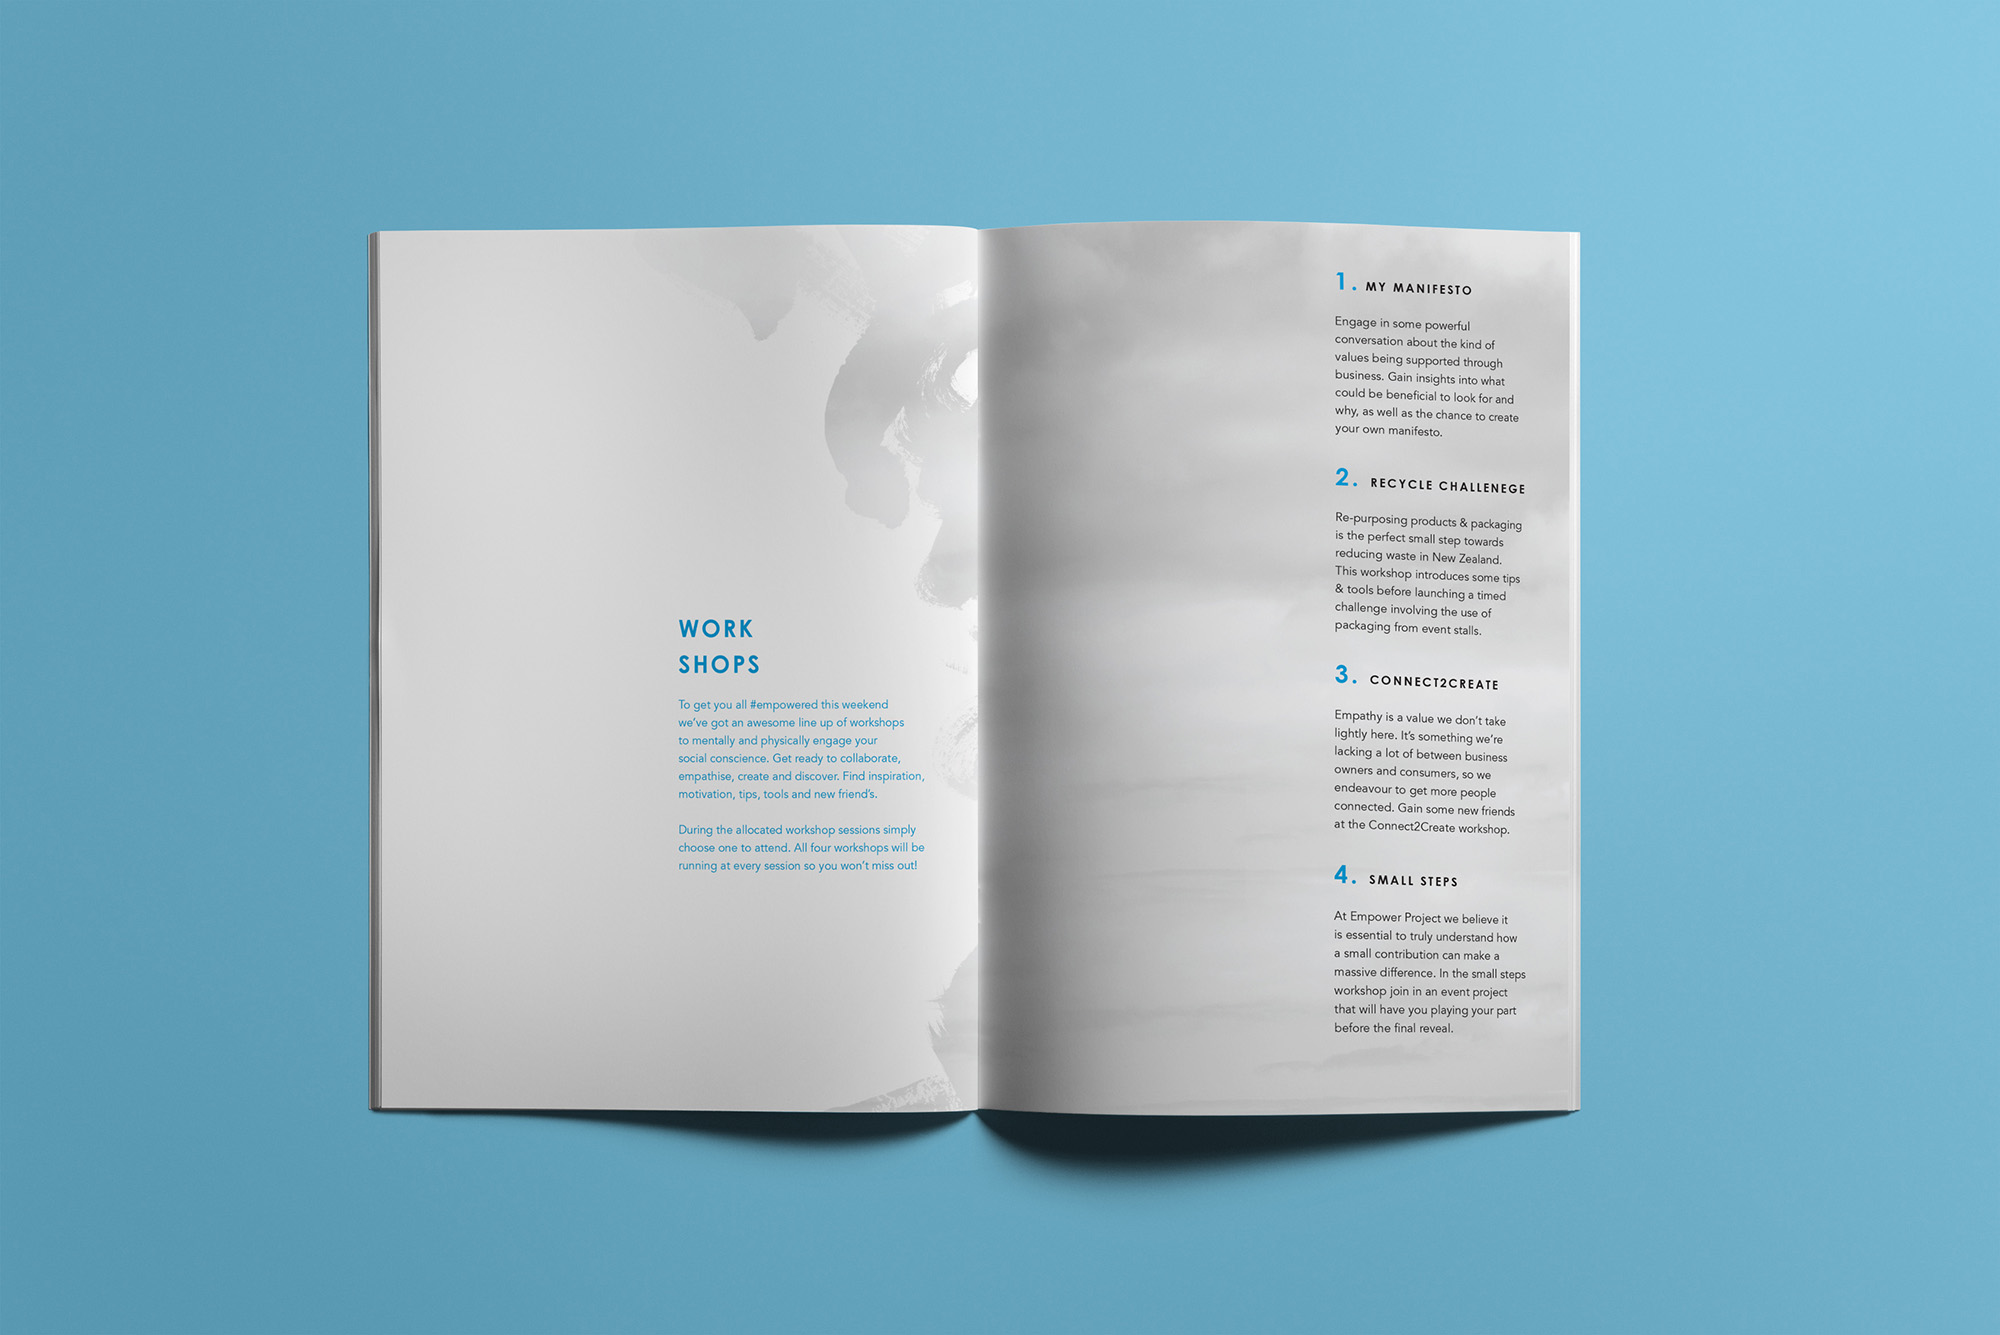 WORK
SHOPS
To get you all #empowered this weekend
we've got an awesome line up of workshops
to mentally and physically engage your
social conscience. Get ready to collaborate,
empathise, create and discover. Find inspiration,
motivation, tips, tools and new friend's.
During the allocated workshop sessions simply
choose one to attend. All four workshops will be
running at every session so you won't miss out!
1. MY MANIFESTO
Engage in some powerful
conversation about the kind of
values being supported through
business. Gain insights into what
could be beneficial to look for and
why, as well as the chance to create
your own manifesto.
2. RECYCLE CHALLENEGE
Re-purposing products & packaging
is the perfect small step towards
reducing waste in New Zealand.
This workshop introduces some tips
& tools before launching a timed
challenge involving the use of
packaging from event stalls.
3. CONNECT2CREATE
Empathy is a value we don't take
lightly here. It's something we're
lacking a lot of between business
owners and consumers, so we
endeavour to get more people
connected. Gain some new friends
at the Connect2Create workshop.
4. SMALL STEPS
At Empower Project we believe it
is essential to truly understand how
a small contribution can make a
massive difference. In the small steps
workshop join in an event project
that will have you playing your part
before the final reveal.